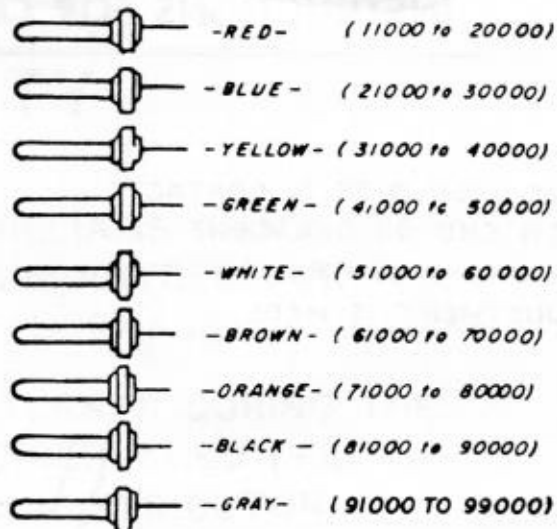 -RED- (11000 to 20000)
-BLUE- (21000 to 30000)
-YELLOW- (31000 to 40000)
-GREEN- (41000 to 50000)
-WHITE- (51000 to 60000)
-BROWN- (61000 to 70000)
-ORANGE- (71000 to 80000)
-BLACK- (81000 to 90000)
-GRAY- (91000 TO 99000)